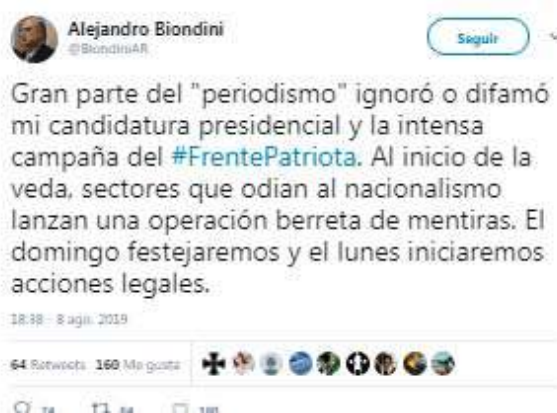 Alejandro Biondini
@BiondiniAR
Seguir
Gran parte del "periodismo" ignoró o difamó
mi candidatura presidencial y la intensa
campaña del #FrentePatriota. Al inicio de la
veda, sectores que odian al nacionalismo
lanzan una operación berreta de mentiras. El
domingo festejaremos y el lunes iniciaremos
acciones legales.
18:38 - 8 ago. 2019
64 Retweets 160 Me gusta